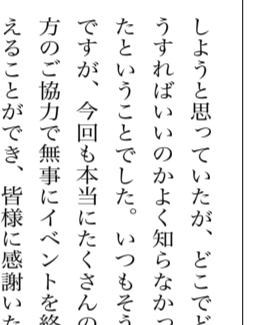 しようと思っていたが、どこでど
うすればいいのかよく知らなかっ
たということでした。いつもそう
ですが、今回も本当にたくさんの
方のご協力で無事にイベントを終
えることができ、皆様に感謝いた